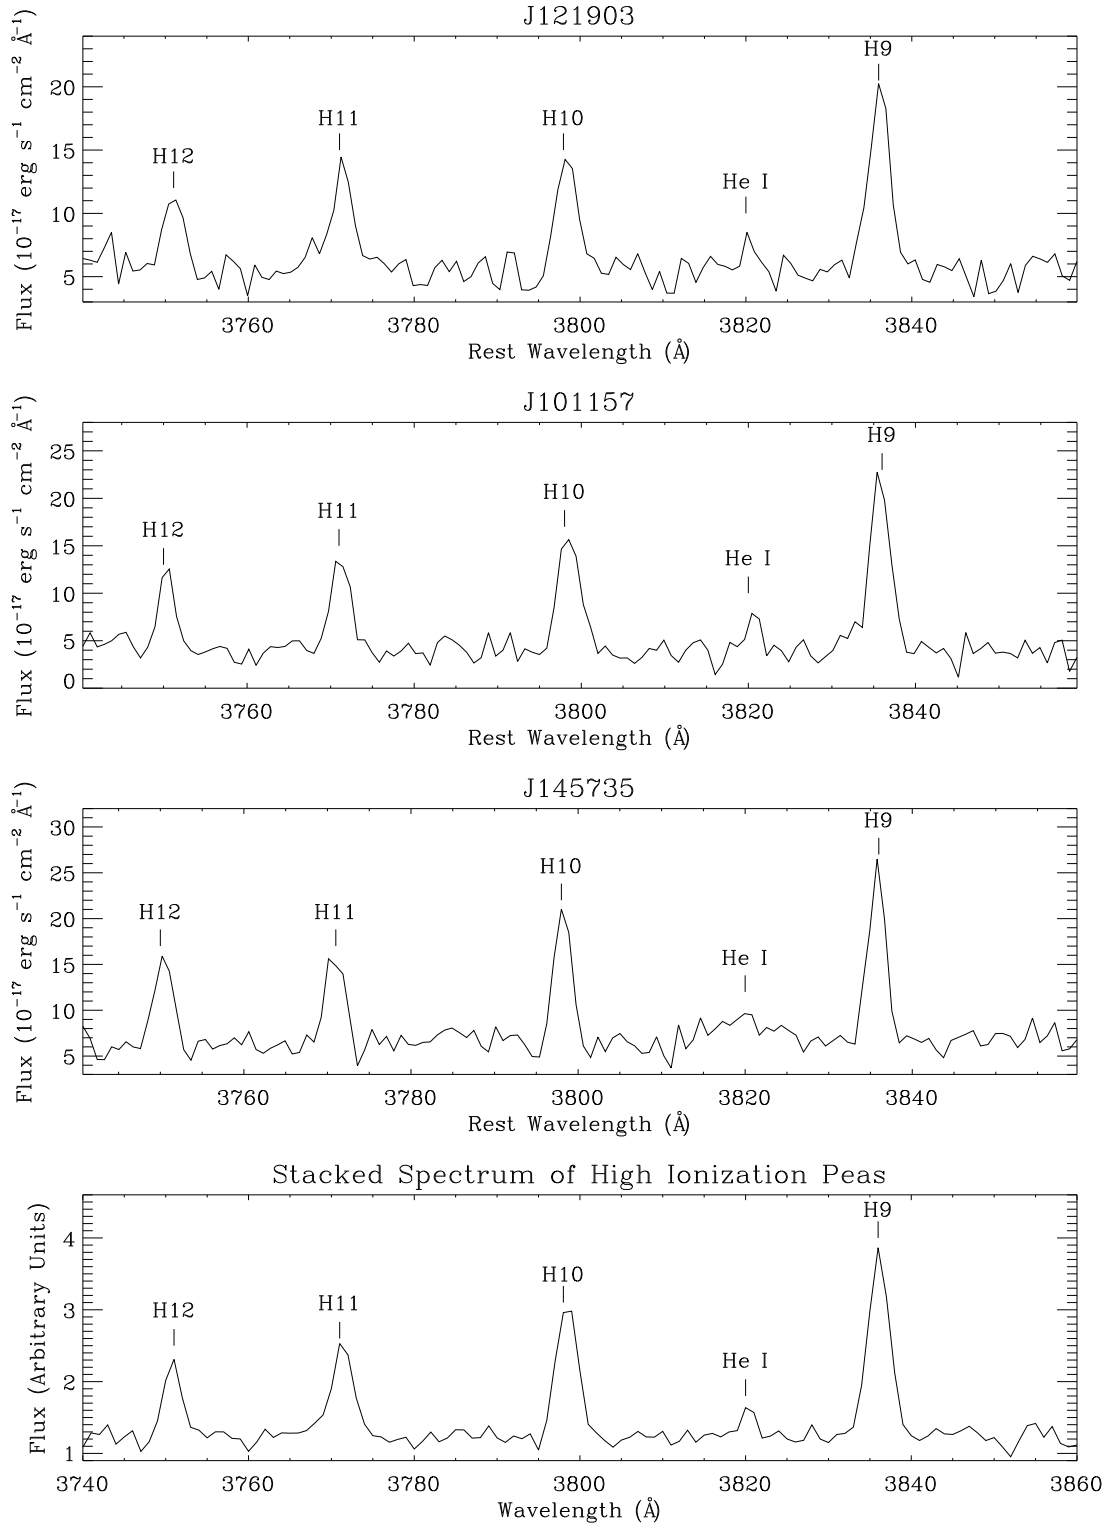 J121903
Flux (10⁻¹⁷ erg s⁻¹ cm⁻² Å⁻¹)
20
15
10
5
H12
H11
H10
He I
H9
3760 3780 3800 3820 3840
Rest Wavelength (Å)
J101157
Flux (10⁻¹⁷ erg s⁻¹ cm⁻² Å⁻¹)
25
20
15
10
5
0
H12
H11
H10
He I
H9
3760 3780 3800 3820 3840
Rest Wavelength (Å)
J145735
Flux (10⁻¹⁷ erg s⁻¹ cm⁻² Å⁻¹)
30
25
20
15
10
5
H12
H11
H10
He I
H9
3760 3780 3800 3820 3840
Rest Wavelength (Å)
Stacked Spectrum of High Ionization Peas
Flux (Arbitrary Units)
4
3
2
1
H12
H11
H10
He I
H9
3740 3760 3780 3800 3820 3840 3860
Wavelength (Å)